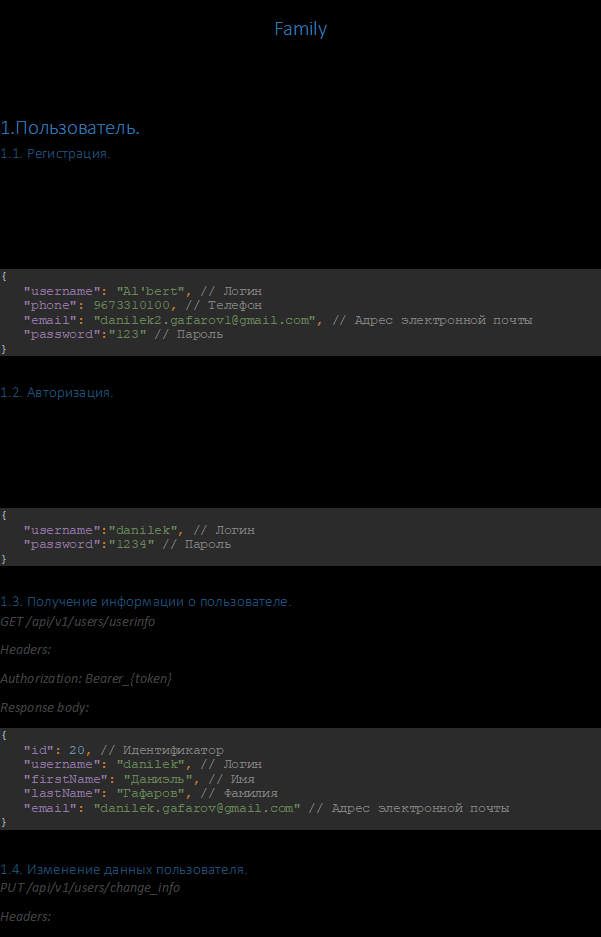 Family
1.Пользователь.
1.1. Регистрация.
{
"username": "Al'bert", // Логин
"phone": 9673310100, // Телефон
"email": "danilek2.gafarov1@gmail.com", // Адрес электронной почты
"password":"123" // Пароль
}
1.2. Авторизация.
{
"username":"danilek", // Логин
"password":"1234" // Пароль
}
1.3. Получение информации о пользователе.
GET /api/v1/users/userinfo
Headers:
Authorization: Bearer_{token}
Response body:
{
"id": 20, // Идентификатор
"username": "danilek", // Логин
"firstName": "Даниэль", // Имя
"lastName": "Гафаров", // Фамилия
"email": "danilek.gafarov@gmail.com" // Адрес электронной почты
}
1.4. Изменение данных пользователя.
PUT /api/v1/users/change_info
Headers: